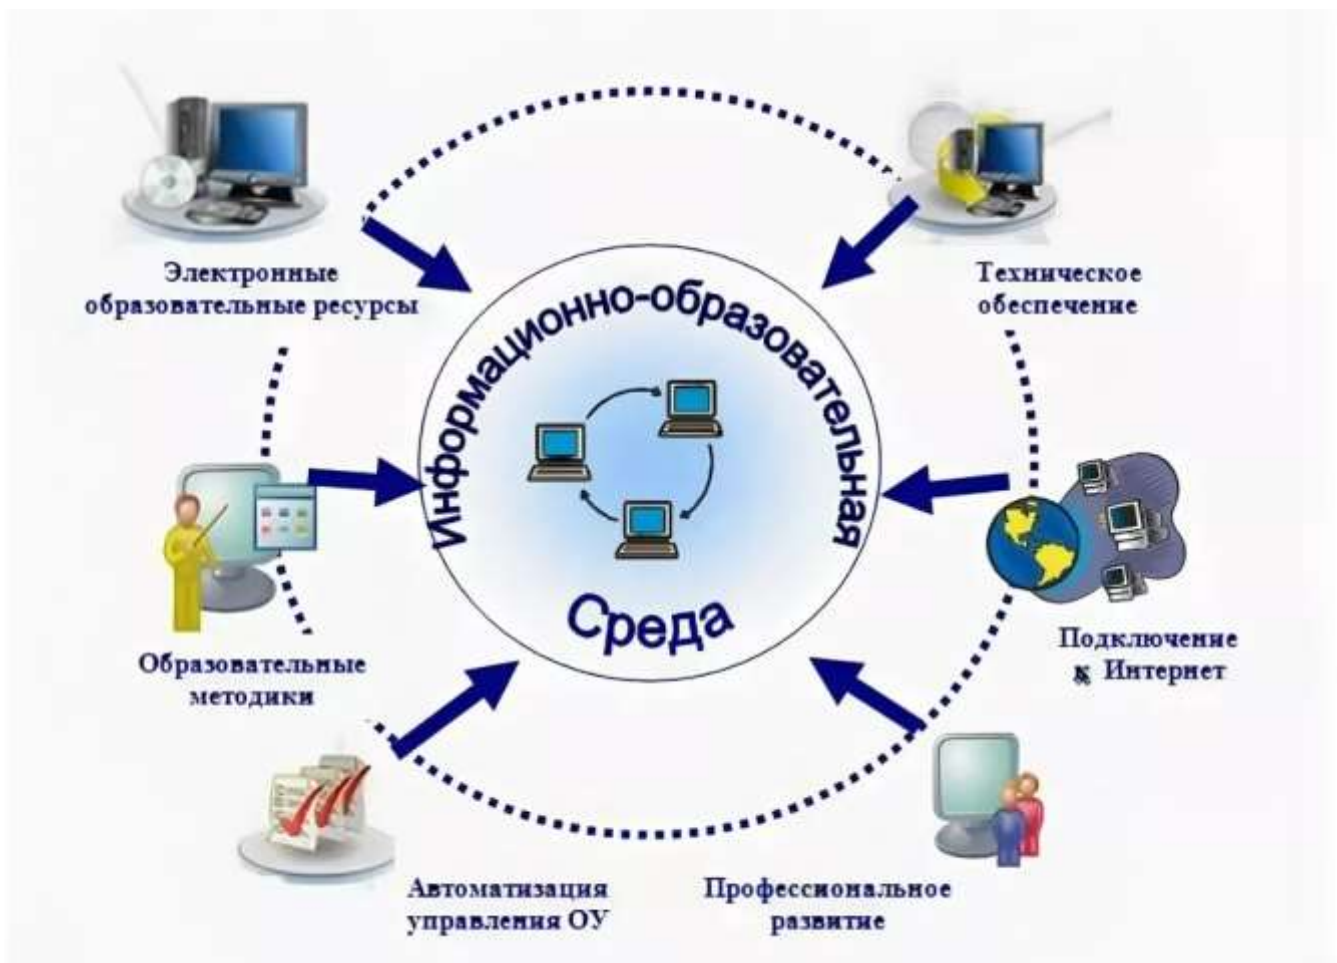 Электронные
образовательные ресурсы
Техническое
обеспечение
Информационно-образовательная
Среда
Образовательные
методики
Подключение
к Интернет
Автоматизация
управления ОУ
Профессиональное
развитие